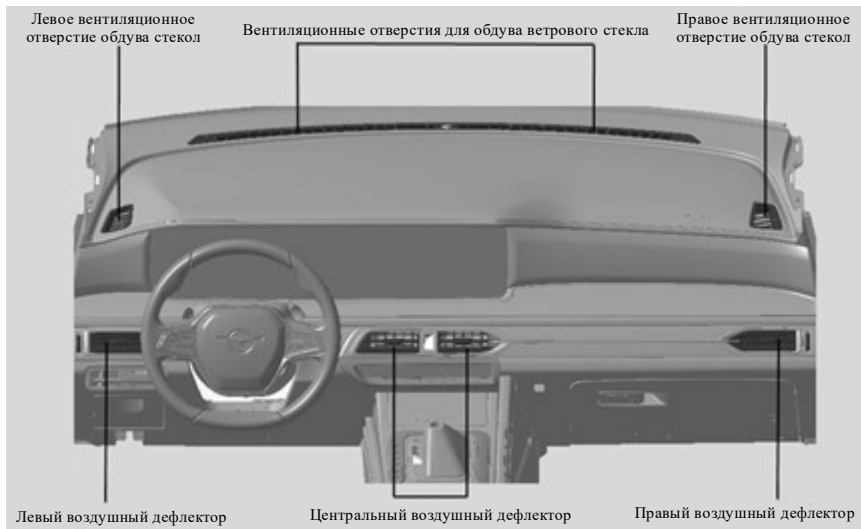 Левое вентиляционное
отверстие обдува стекол
Вентиляционные отверстия для обдува ветрового стекла
Правое вентиляционное
отверстие обдува стекол
Левый воздушный дефлектор
Центральный воздушный дефлектор
Правый воздушный дефлектор